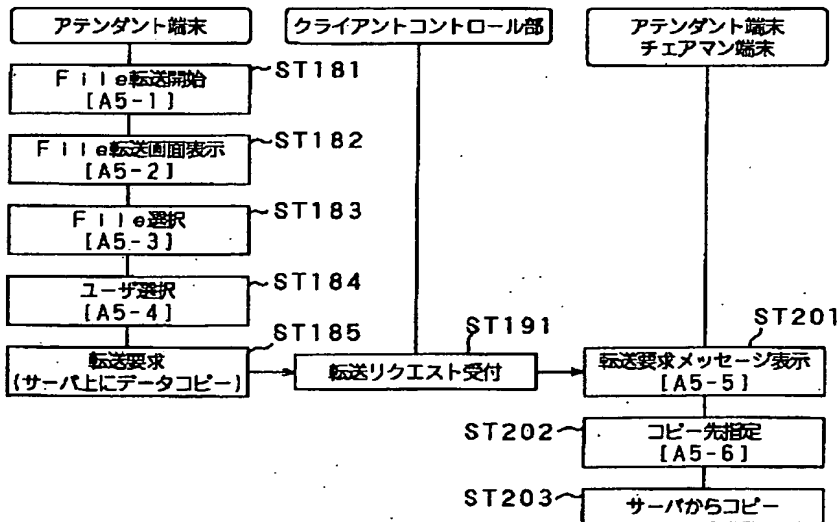 アテンダント端末
クライアントコントロール部
アテンダント端末
チェアマン端末
File転送開始
[A5-1]
ST181
File転送画面表示
[A5-2]
ST182
File選択
[A5-3]
ST183
ユーザ選択
[A5-4]
ST184
転送要求
(サーバ上にデータコピー)
ST185
転送リクエスト受付
ST191
転送要求メッセージ表示
[A5-5]
ST201
コピー先指定
[A5-6]
ST202
サーバからコピー
ST203